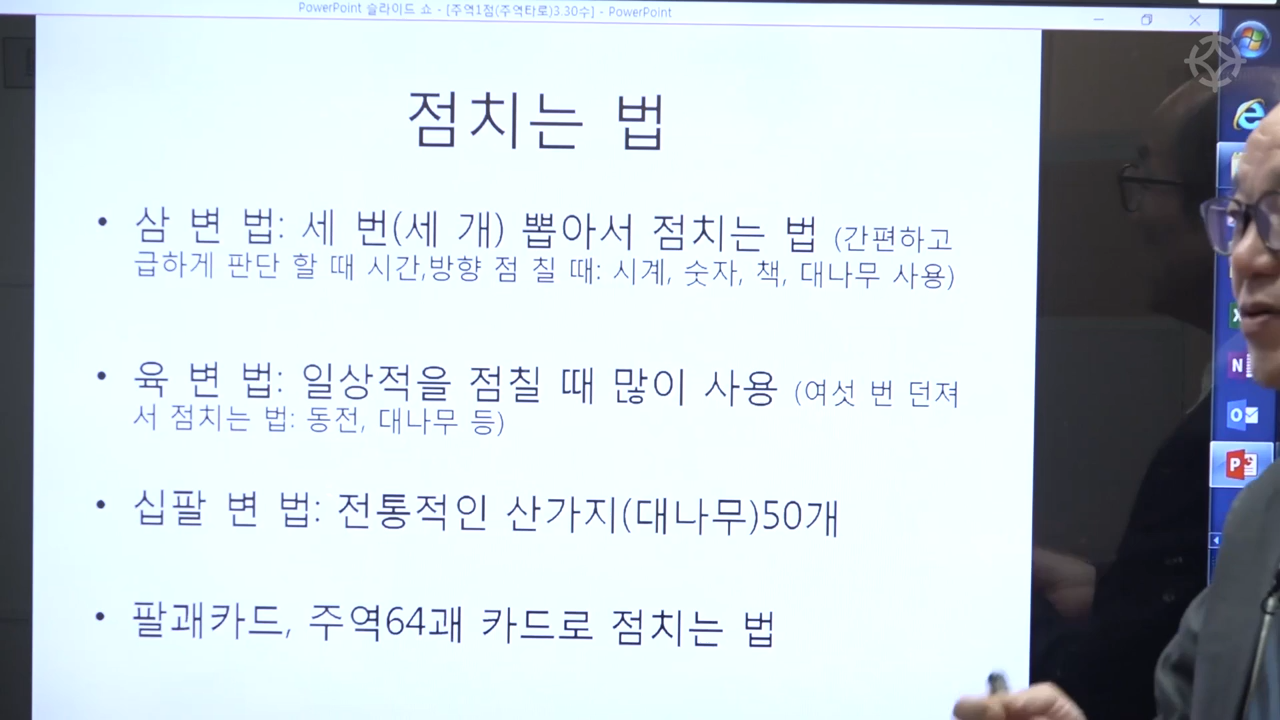 PowerPoint 슬라이드 쇼 - [주역1점(주역타로)3.30수] - PowerPoint
점치는 법
• 삼 변 법: 세 번(세 개) 뽑아서 점치는 법 (간편하고
급하게 판단 할 때 시간,방향 점 칠 때: 시계, 숫자, 책, 대나무 사용)
• 육 변 법: 일상적을 점칠 때 많이 사용 (여섯 번 던져
서 점치는 법: 동전, 대나무 등)
• 십팔 변 법: 전통적인 산가지(대나무)50개
• 팔괘카드, 주역64괘 카드로 점치는 법